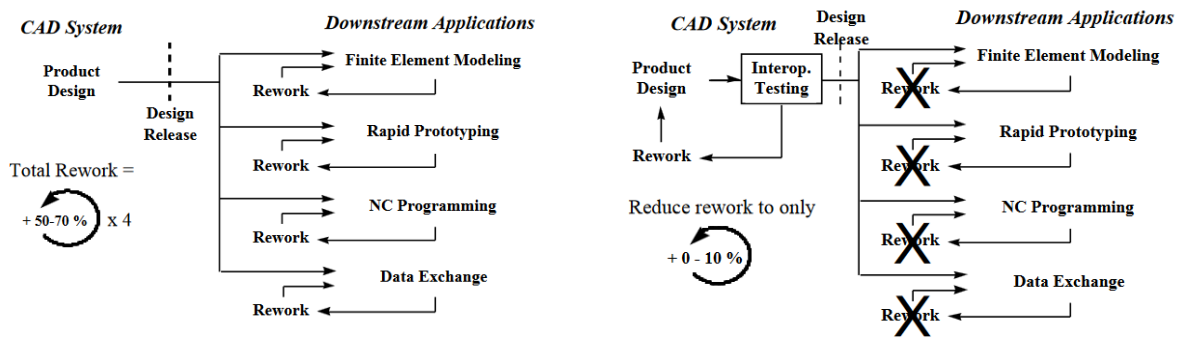 CAD System
Downstream Applications
Product
Design
Design
Release
Finite Element Modeling
Rework
Rapid Prototyping
Rework
NC Programming
Rework
Data Exchange
Rework
Total Rework =
+ 50-70 %
x 4
CAD System
Design
Release
Downstream Applications
Product
Design
Interop.
Testing
Rework
Finite Element Modeling
Rework
Rapid Prototyping
Rework
NC Programming
Rework
Data Exchange
Rework
Reduce rework to only
+ 0 - 10 %